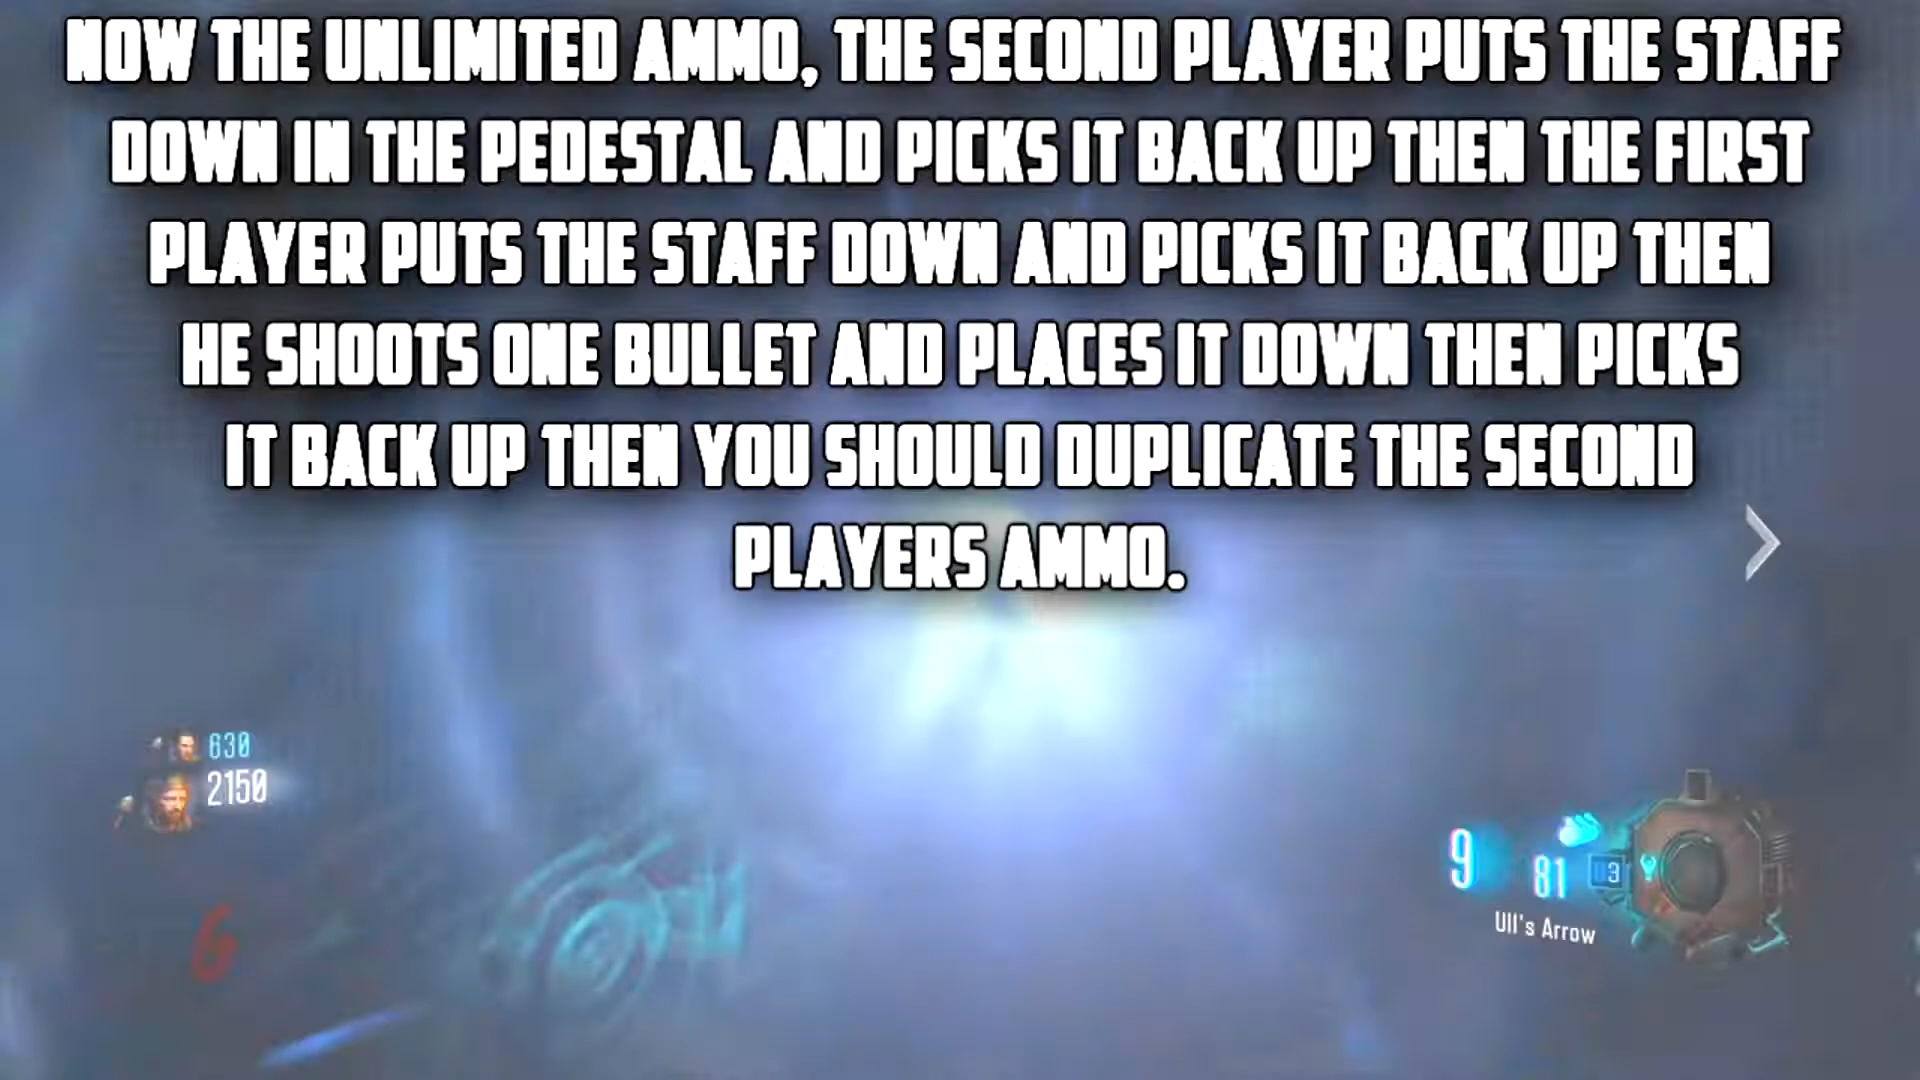 NOW THE UNLIMITED AMMO, THE SECOND PLAYER PUTS THE STAFF
DOWN IN THE PEDESTAL AND PICKS IT BACK UP THEN THE FIRST
PLAYER PUTS THE STAFF DOWN AND PICKS IT BACK UP THEN
HE SHOOTS ONE BULLET AND PLACES IT DOWN THEN PICKS
IT BACK UP THEN YOU SHOULD DUPLICATE THE SECOND
PLAYERS AMMO.
630
2150
6
9 81 3
Ull's Arrow